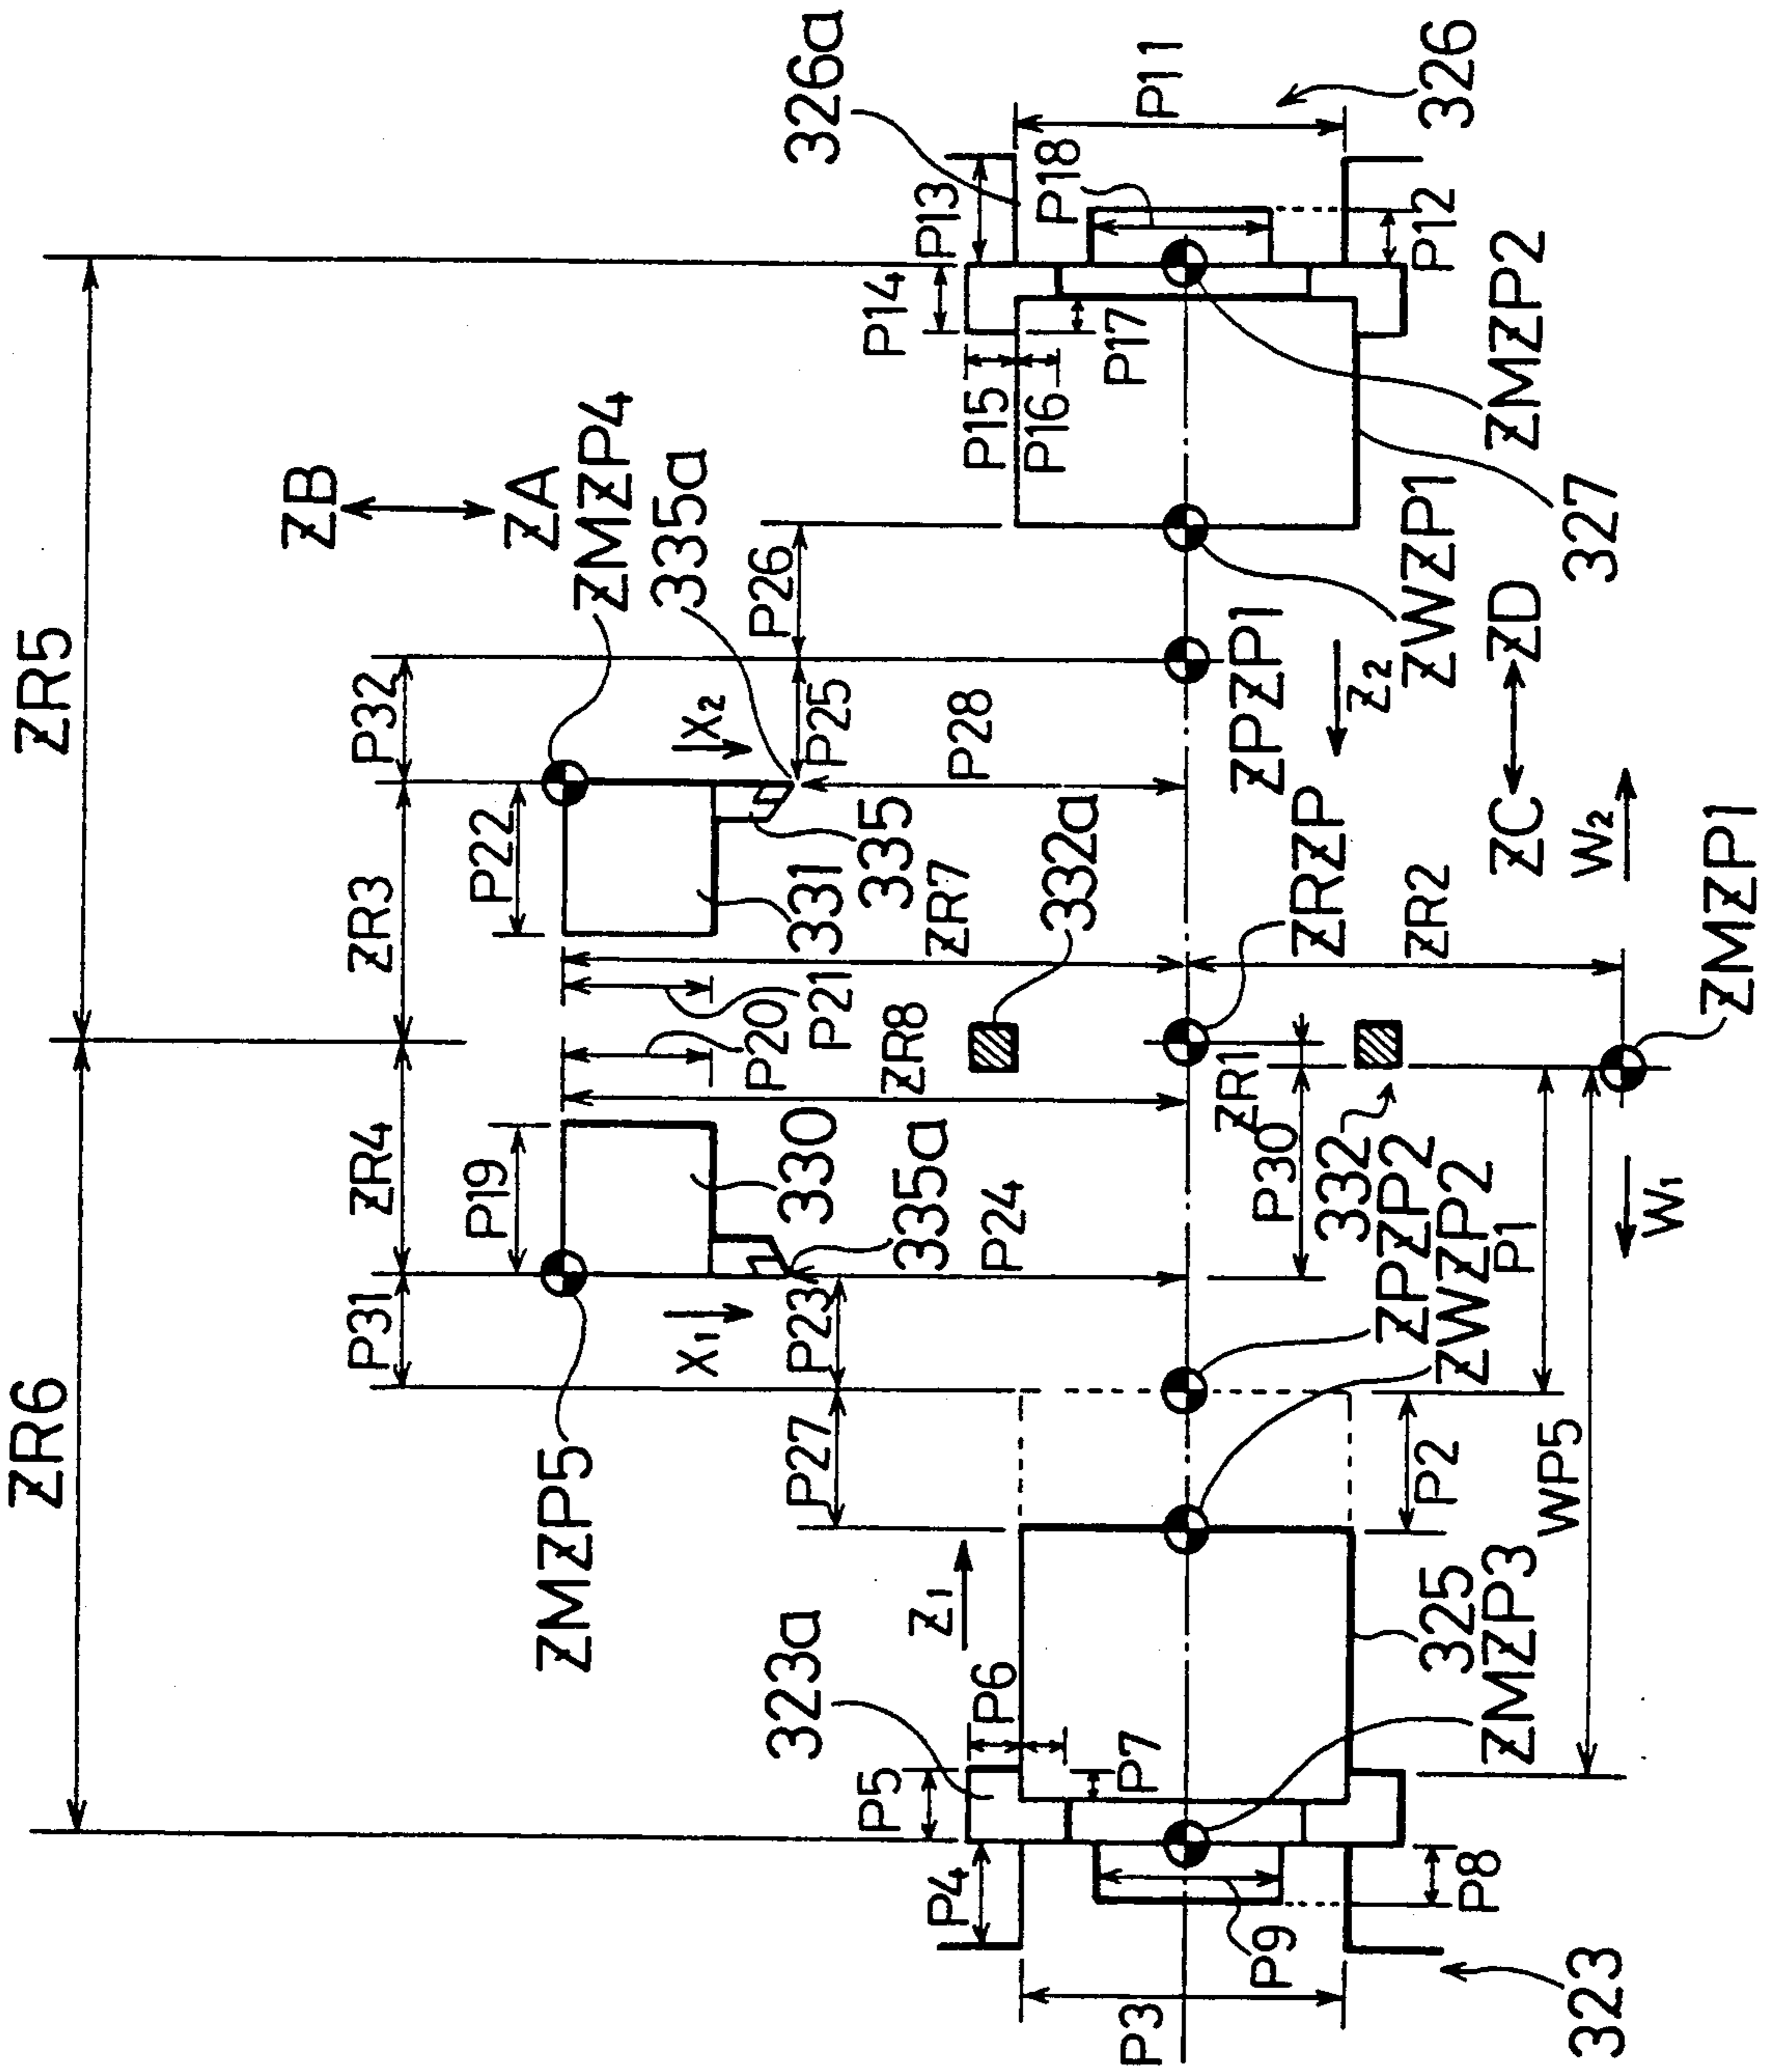 ZR6
ZR5
P31
ZR4
ZR3
P32
P19
P22
ZB
ZA
ZMZP5
ZMZP4
335a
X1
X2
P20
P21
330
331
335
P27
P23
P25
P26
335a
P24
ZR8
ZR7
P28
332a
323a
Z1
P4
P5
P6
P7
P15
P16
P14
P13
326a
P17
P18
P11
P3
P9
P8
P12
323
326
ZR1
P30
ZRZP
ZPZP1
Z2
ZWZP1
ZMZP2
327
332
ZPZP2
ZWZP2
P2
P1
ZR2
ZC
ZD
325
ZMZP3
WP5
W1
W2
ZMZP1